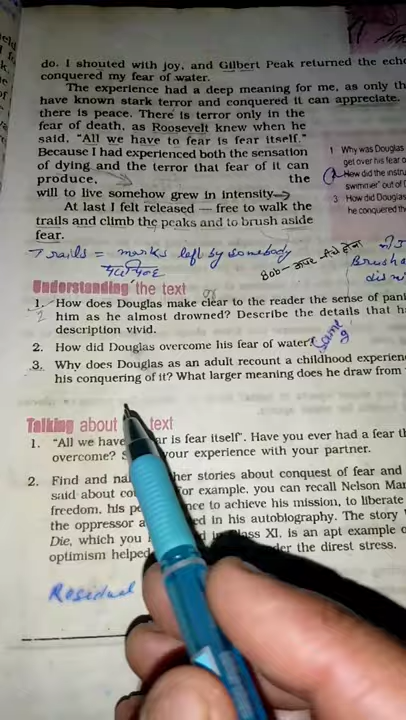 do. I shouted with joy, and Gilbert Peak returned the echo
conquered my fear of water.
The experience had a deep meaning for me, as only th
have known stark terror and conquered it can appreciate.
there is peace. There is terror only in the
fear of death, as Roosevelt knew when he
said, "All we have to fear is fear itself."
Because I had experienced both the sensation
of dying and the terror that fear of it can
produce, the
will to live somehow grew in intensity.
At last I felt released — free to walk the
trails and climb the peaks and to brush aside
fear.
1 Why was Douglas
get over his fear o
2 How did the instru
swimmer" out of D
3 How did Douglas
he conquered th
Trails = marks left by somebody
पदचिन्ह
Bob -
Brush
Understanding the text
1. How does Douglas make clear to the reader the sense of pani
him as he almost drowned? Describe the details that h
description vivid.
2. How did Douglas overcome his fear of water?
Same
3. Why does Douglas as an adult recount a childhood experienc
his conquering of it? What larger meaning does he draw from
Talking about text
1. "All we have ar is fear itself". Have you ever had a fear th
overcome? S your experience with your partner.
2. Find and na her stories about conquest of fear and
said about co or example, you can recall Nelson Man
freedom, his pe nce to achieve his mission, to liberate
the oppressor a ed in his autobiography. The story
Die, which you in Class XI, is an apt example o
optimism helped der the direst stress.